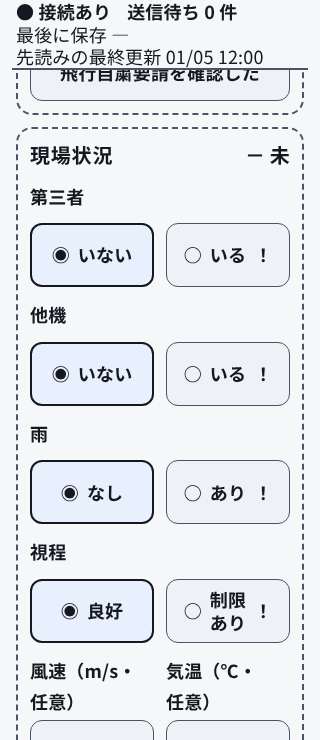 ● 接続あり　送信待ち 0 件
最後に保存 —
先読みの最終更新 01/05 12:00
飛行自粛要請を確認した
現場状況 ― 未
第三者
◉ いない ○ いる ！
他機
◉ いない ○ いる ！
雨
◉ なし ○ あり ！
視程
◉ 良好 ○ 制限あり ！
風速（m/s・任意） 気温（℃・任意）